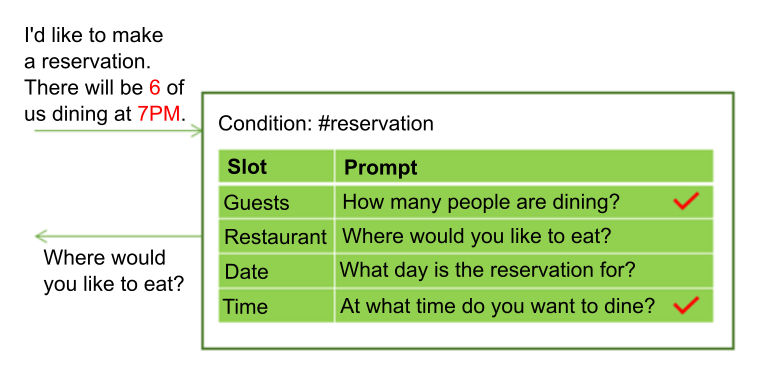 I'd like to make
a reservation.
There will be 6 of
us dining at 7PM.
Condition: #reservation
Slot Prompt
Guests How many people are dining?
Restaurant Where would you like to eat?
Date What day is the reservation for?
Time At what time do you want to dine?
Where would
you like to eat?